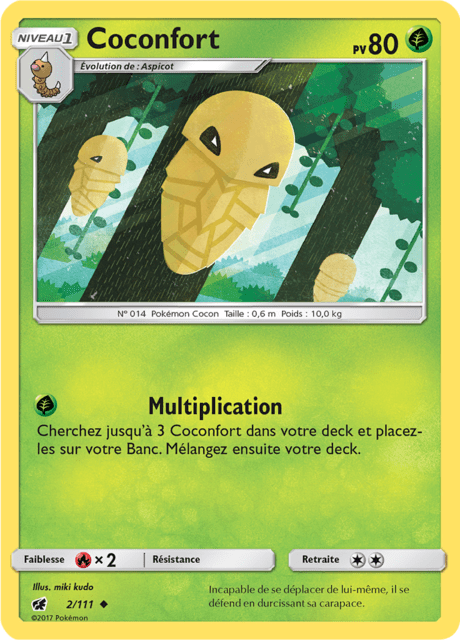 NIVEAU 1
Coconfort
PV 80
Évolution de : Aspicot
N° 014 Pokémon Cocon Taille : 0,6 m Poids : 10,0 kg
Multiplication
Cherchez jusqu'à 3 Coconfort dans votre deck et placez-
les sur votre Banc. Mélangez ensuite votre deck.
Faiblesse × 2 Résistance Retraite
Illus. miki kudo
2/111
©2017 Pokémon
Incapable de se déplacer de lui-même, il se
défend en durcissant sa carapace.